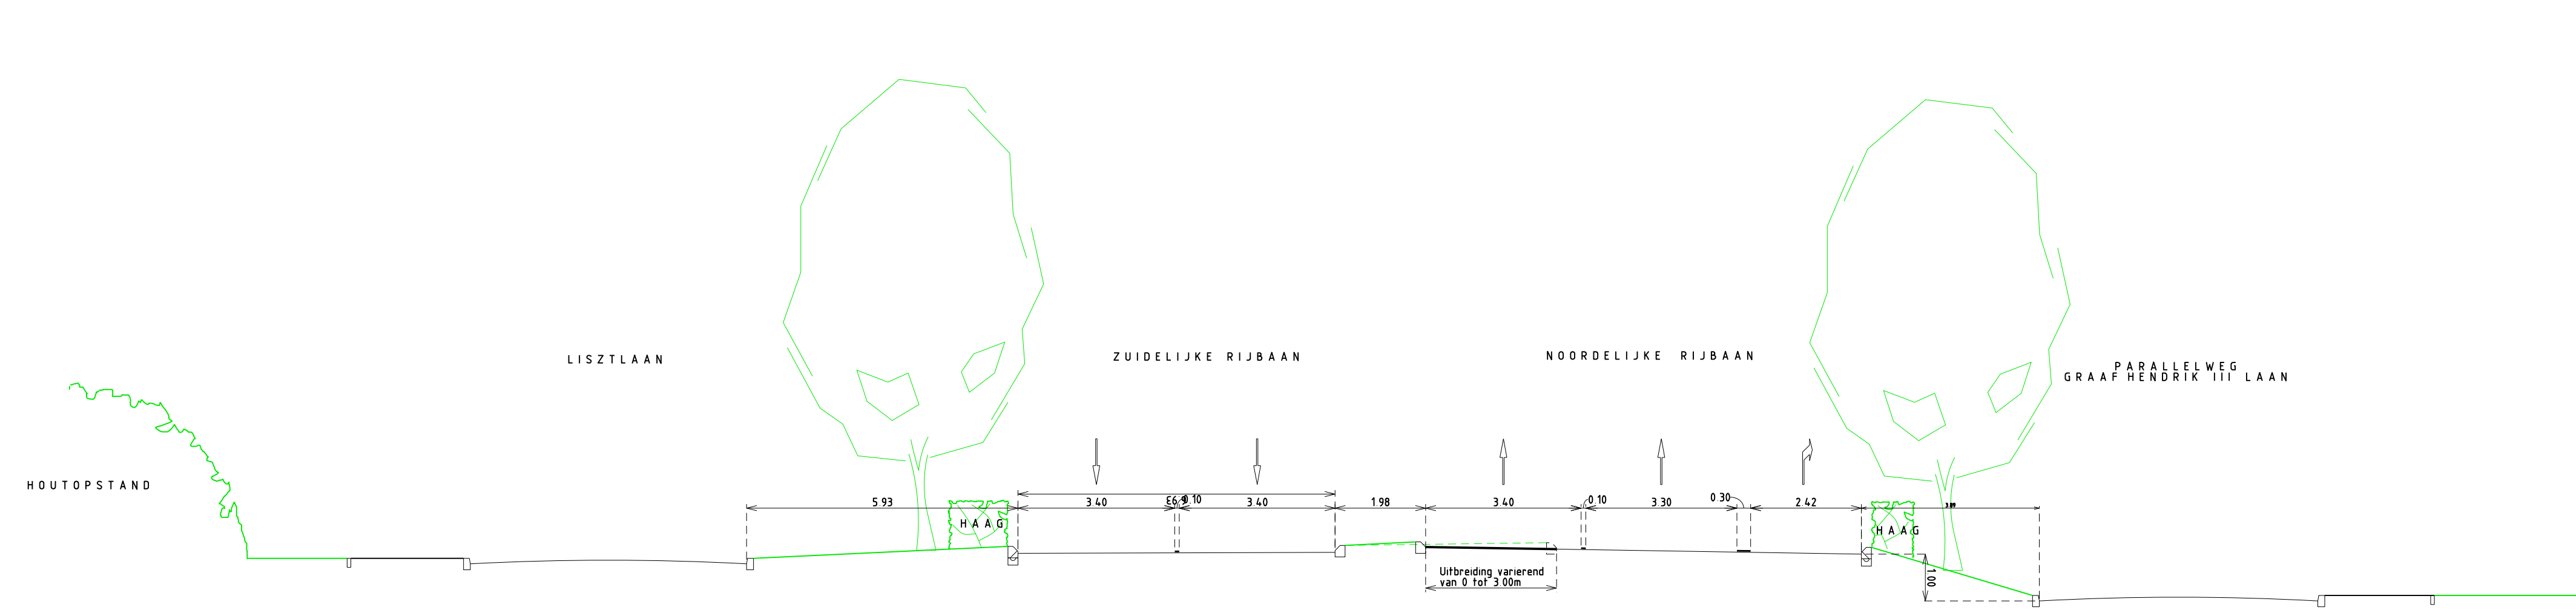 LISZTLAAN
ZUIDELIJKE RIJBAAN
NOORDELIJKE RIJBAAN
PARALLELWEG
GRAAF HENDRIK III LAAN
HOUTOPSTAND
5.93
3.40
6.93
0.10
3.40
1.98
3.40
0.10
3.30
0.30
2.42
HAAG
HAAG
Uitbreiding varierend
van 0 tot 3.00m
1.00